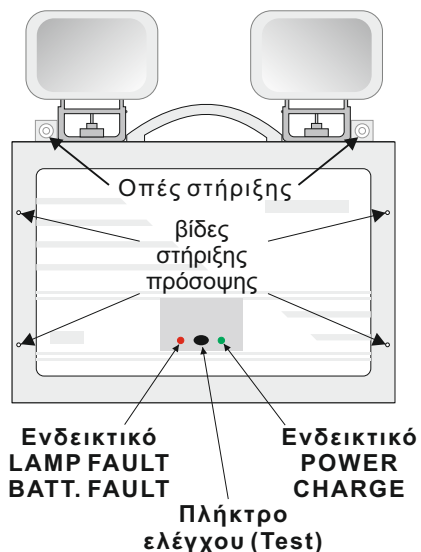 Οπές στήριξης
βίδες
στήριξης
πρόσοψης
Ενδεικτικό
LAMP FAULT
BATT. FAULT
Ενδεικτικό
POWER
CHARGE
Πλήκτρο
ελέγχου (Test)